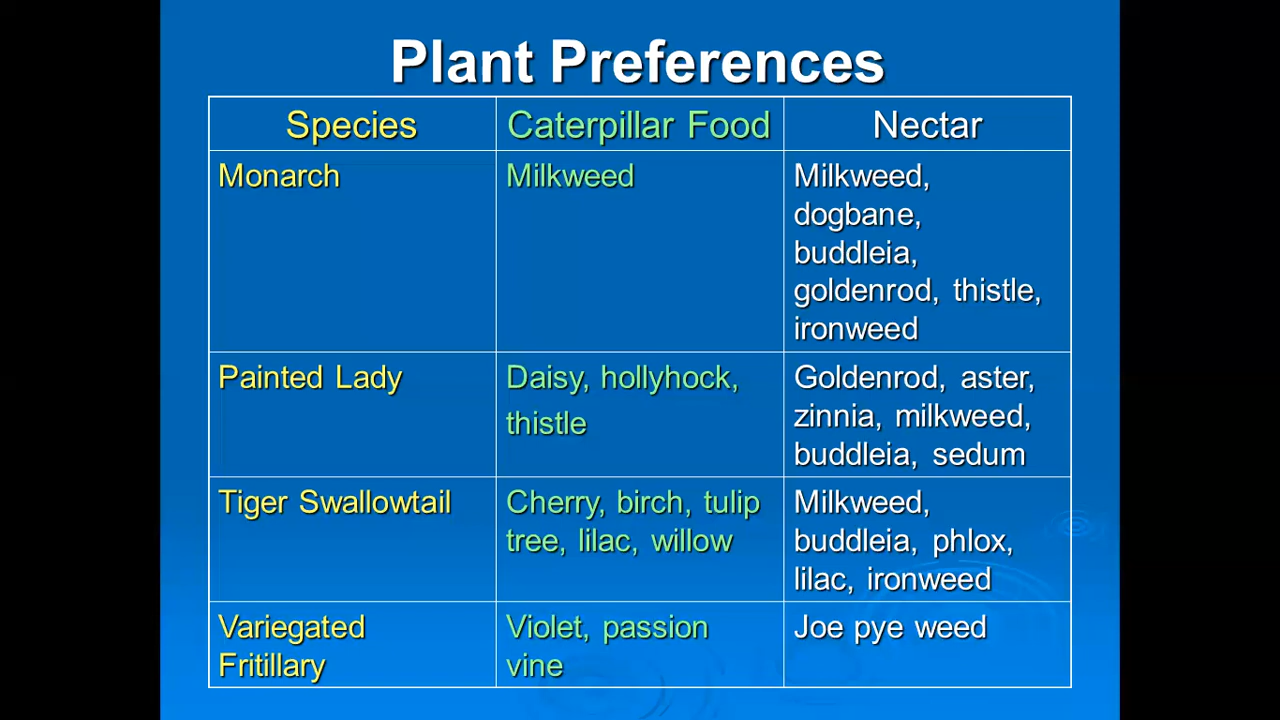 Plant Preferences
Species
Caterpillar Food
Nectar
Monarch
Milkweed
Milkweed,
dogbane,
buddleia,
goldenrod, thistle,
ironweed
Painted Lady
Daisy, hollyhock,
thistle
Goldenrod, aster,
zinnia, milkweed,
buddleia, sedum
Tiger Swallowtail
Cherry, birch, tulip
tree, lilac, willow
Milkweed,
buddleia, phlox,
lilac, ironweed
Variegated
Fritillary
Violet, passion
vine
Joe pye weed